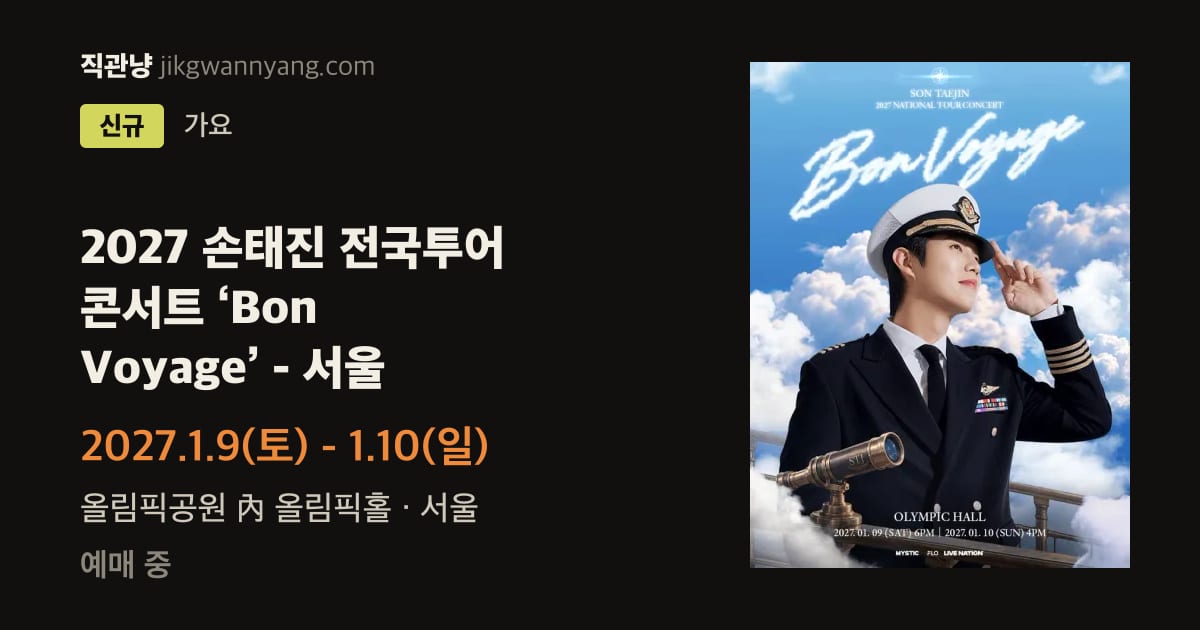 직관냥 jikgwannyang.com
신규 가요
2027 손태진 전국투어
콘서트 ‘Bon
Voyage’ - 서울
2027.1.9(토) - 1.10(일)
올림픽공원 內 올림픽홀 · 서울
예매 중
SON TAEJIN
2027 NATIONAL TOUR CONCERT
Bon Voyage
STJ
OLYMPIC HALL
2027. 01. 09 (SAT) 6PM | 2027. 01. 10 (SUN) 4PM
MYSTIC FLO LIVE NATION